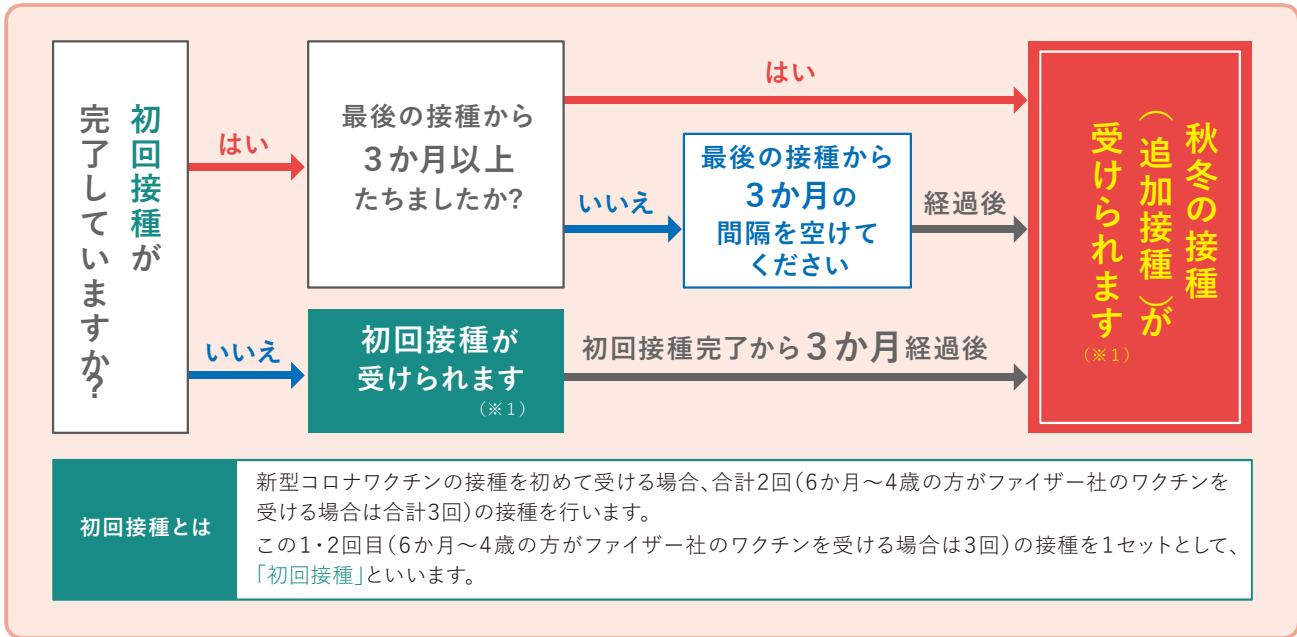 初回接種が
完了していますか？
はい
いいえ
最後の接種から
３か月以上
たちましたか？
はい
いいえ
最後の接種から
３か月の
間隔を空けて
ください
経過後
初回接種が
受けられます
（※１）
初回接種完了から３か月経過後
秋冬の接種
（追加接種）が
受けられます
（※１）
初回接種とは
新型コロナワクチンの接種を初めて受ける場合、合計2回（6か月～4歳の方がファイザー社のワクチンを
受ける場合は合計3回）の接種を行います。
この1・2回目（6か月～4歳の方がファイザー社のワクチンを受ける場合は3回）の接種を1セットとして、
「初回接種」といいます。